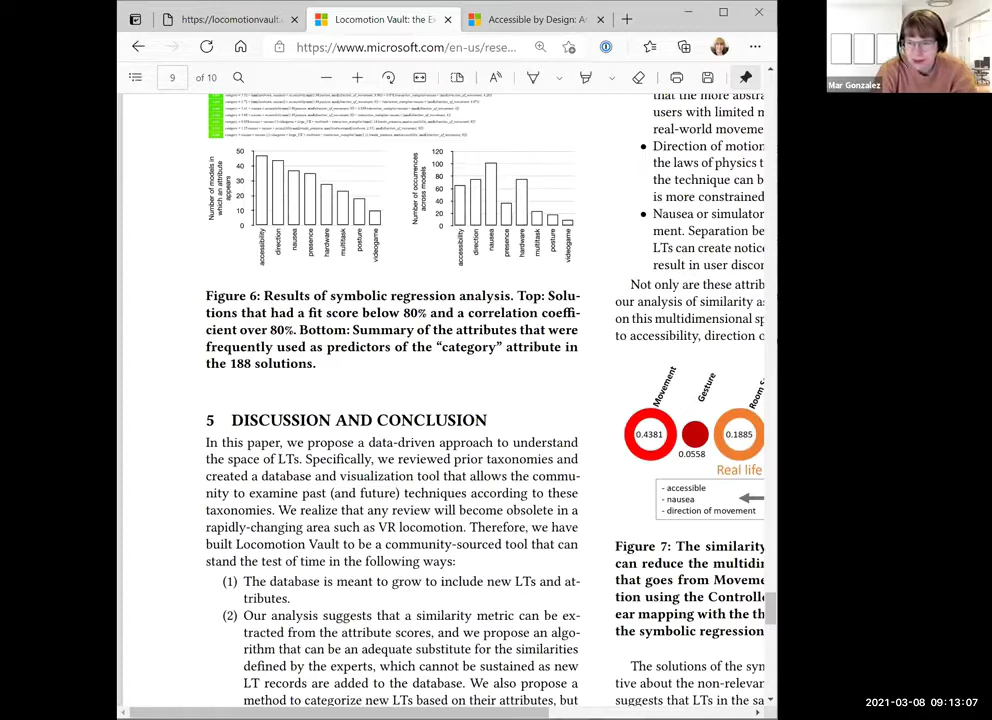 https://locomotionvault.
Locomotion Vault: the E
Accessible by Design: A
https://www.microsoft.com/en-us/rese...
9 of 10
Mar Gonzalez
50
40
30
20
10
0
Number of models in
which an attribute
appears
accessibility
direction
nausea
presence
hardware
multitask
posture
videogame
120
100
80
60
40
20
0
Number of occurrences
across models
accessibility
direction
nausea
presence
hardware
multitask
posture
videogame
Figure 6: Results of symbolic regression analysis. Top: Solu-
tions that had a fit score below 80% and a correlation coeffi-
cient over 80%. Bottom: Summary of the attributes that were
frequently used as predictors of the “category” attribute in
the 188 solutions.
5 DISCUSSION AND CONCLUSION
In this paper, we propose a data-driven approach to understand
the space of LTs. Specifically, we reviewed prior taxonomies and
created a database and visualization tool that allows the commu-
nity to examine past (and future) techniques according to these
taxonomies. We realize that any review will become obsolete in a
rapidly-changing area such as VR locomotion. Therefore, we have
built Locomotion Vault to be a community-sourced tool that can
stand the test of time in the following ways:
(1) The database is meant to grow to include new LTs and at-
tributes.
(2) Our analysis suggests that a similarity metric can be ex-
tracted from the attribute scores, and we propose an algo-
rithm that can be an adequate substitute for the similarities
defined by the experts, which cannot be sustained as new
LT records are added to the database. We also propose a
method to categorize new LTs based on their attributes, but
that the more abstra
users with limited m
real-world moveme
• Direction of motion
the laws of physics t
the technique can b
is more constrained
• Nausea or simulator
ment. Separation be
LTs can create notice
result in user discon
Not only are these attrib
our analysis of similarity as
on this multidimensional sp
to accessibility, direction o
Movement
Gesture
Room
0.4381
0.0558
0.1885
Real life
- accessible
- nausea
- direction of movement
Figure 7: The similarity
can reduce the multidin
that goes from Moveme
tion using the Controlle
ear mapping with the th
the symbolic regression
The solutions of the sym
tive about the non-relevan
suggests that LTs in the sa
2021-03-08 09:13:07